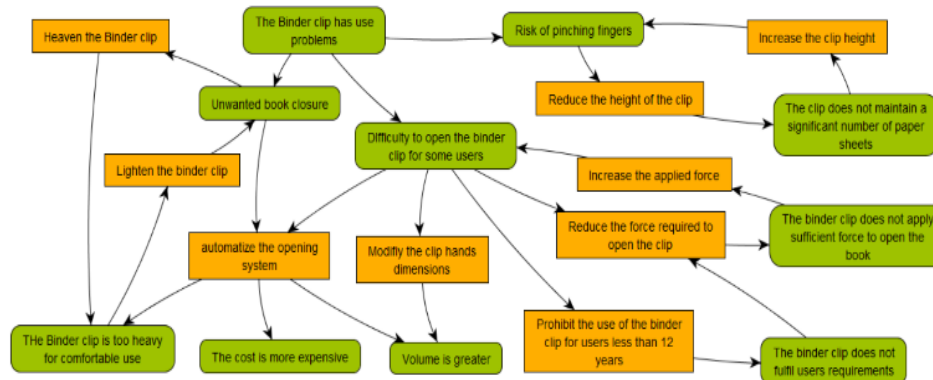 Heaven the Binder clip
The Binder clip has use
problems
Risk of pinching fingers
Increase the clip height
Unwanted book closure
Reduce the height of the clip
The clip does not maintain a
significant number of paper
sheets
Difficulty to open the binder
clip for some users
Lighten the binder clip
Increase the applied force
Reduce the force required to
open the clip
The binder clip does not apply
sufficient force to open the
book
automatize the opening
system
Modifiy the clip hands
dimensions
Prohibit the use of the binder
clip for users less than 12
years
THe Binder clip is too heavy
for comfortable use
The cost is more expensive
Volume is greater
The binder clip does not
fulfil users requirements